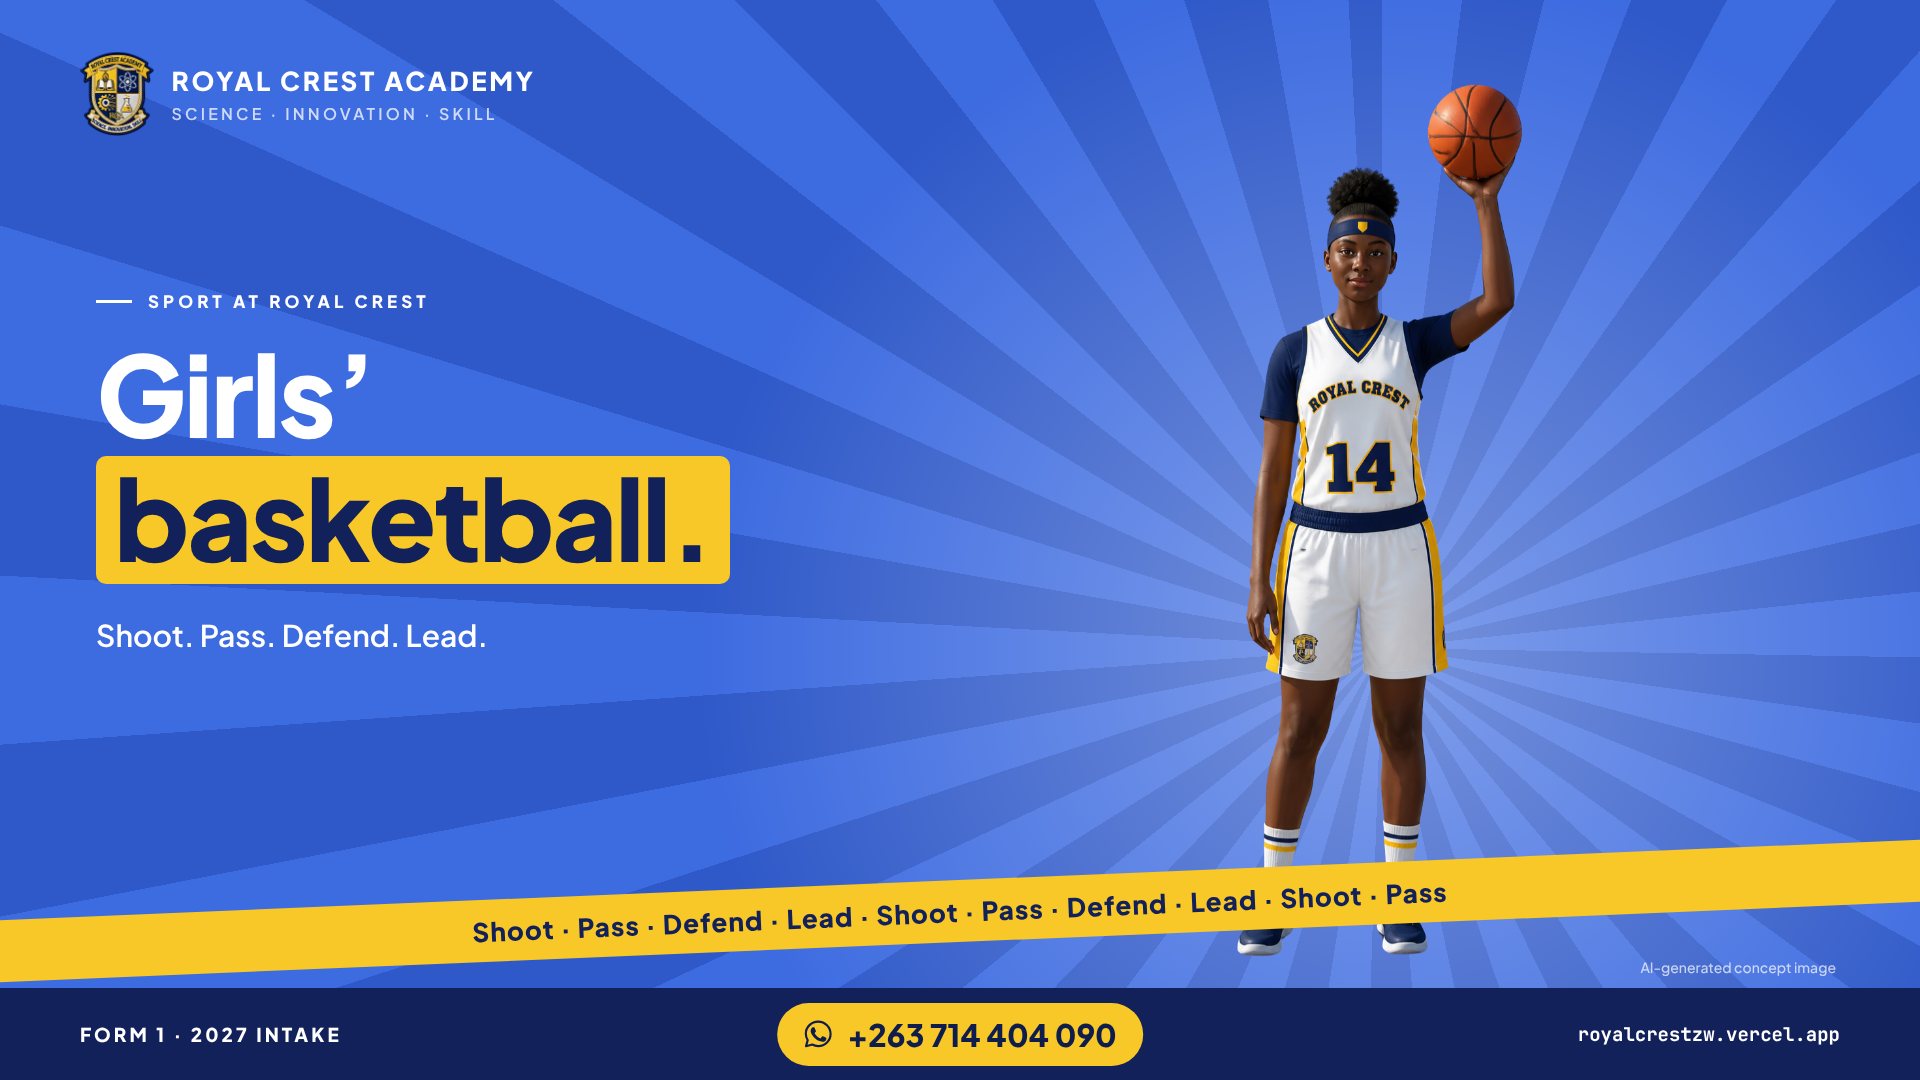 ROYAL CREST ACADEMY
SCIENCE · INNOVATION · SKILL
SPORT AT ROYAL CREST
Girls’
basketball.
Shoot. Pass. Defend. Lead.
ROYAL CREST
14
Shoot · Pass · Defend · Lead · Shoot · Pass · Defend · Lead · Shoot · Pass
AI-generated concept image
FORM 1 · 2027 INTAKE
+263 714 404 090
royalcrestzw.vercel.app